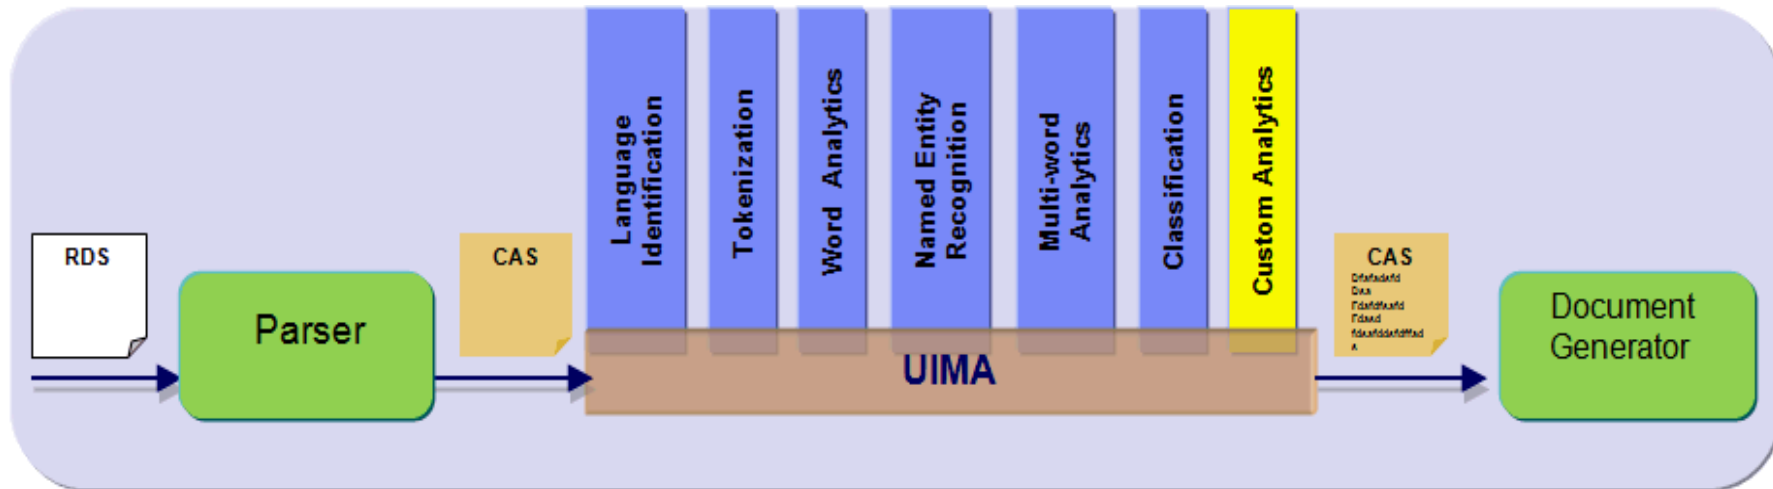 RDS
Parser
CAS
Language
Identification
Tokenization
Word Analytics
Named Entity
Recognition
Multi-word
Analytics
Classification
Custom Analytics
UIMA
CAS
Document
Generator